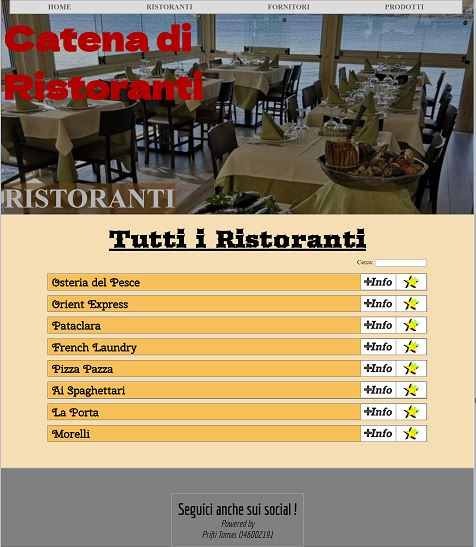 HOME RISTORANTI FORNITORI PRODOTTI
Catena di
Ristoranti
RISTORANTI
Tutti i Ristoranti
Cerca:
Osteria del Pesce +Info
Orient Express +Info
Pataclara +Info
French Laundry +Info
Pizza Pazza +Info
Ai Spaghettari +Info
La Porta +Info
Morelli +Info
Seguici anche sui social !
Powered by
Prifti Tomas 046002191